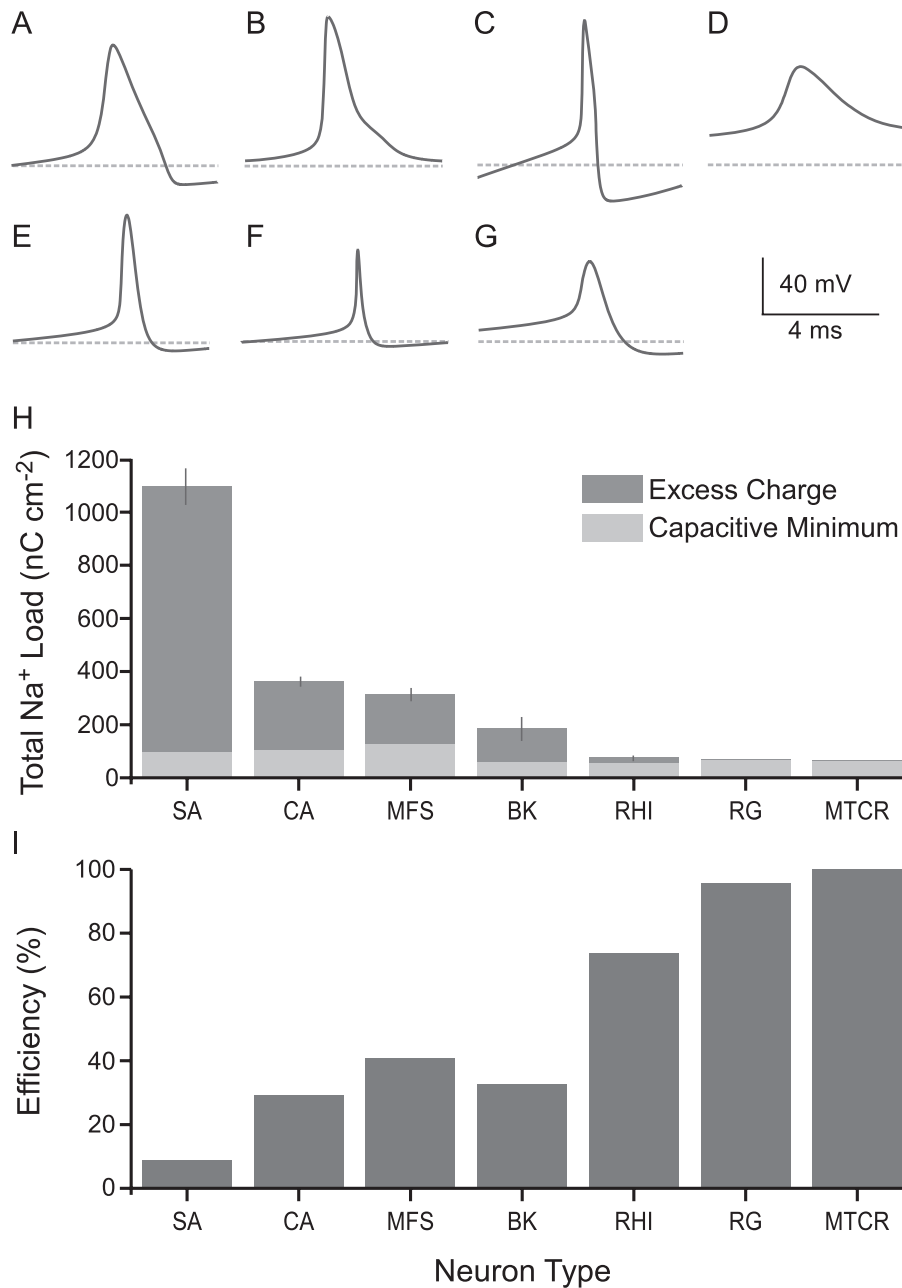 A B C D
E F G
40 mV
4 ms
H
Total Na+ Load (nC cm-2)
1200
1000
800
600
400
200
0
Excess Charge
Capacitive Minimum
SA CA MFS BK RHI RG MTCR
I
Efficiency (%)
100
80
60
40
20
0
SA CA MFS BK RHI RG MTCR
Neuron Type